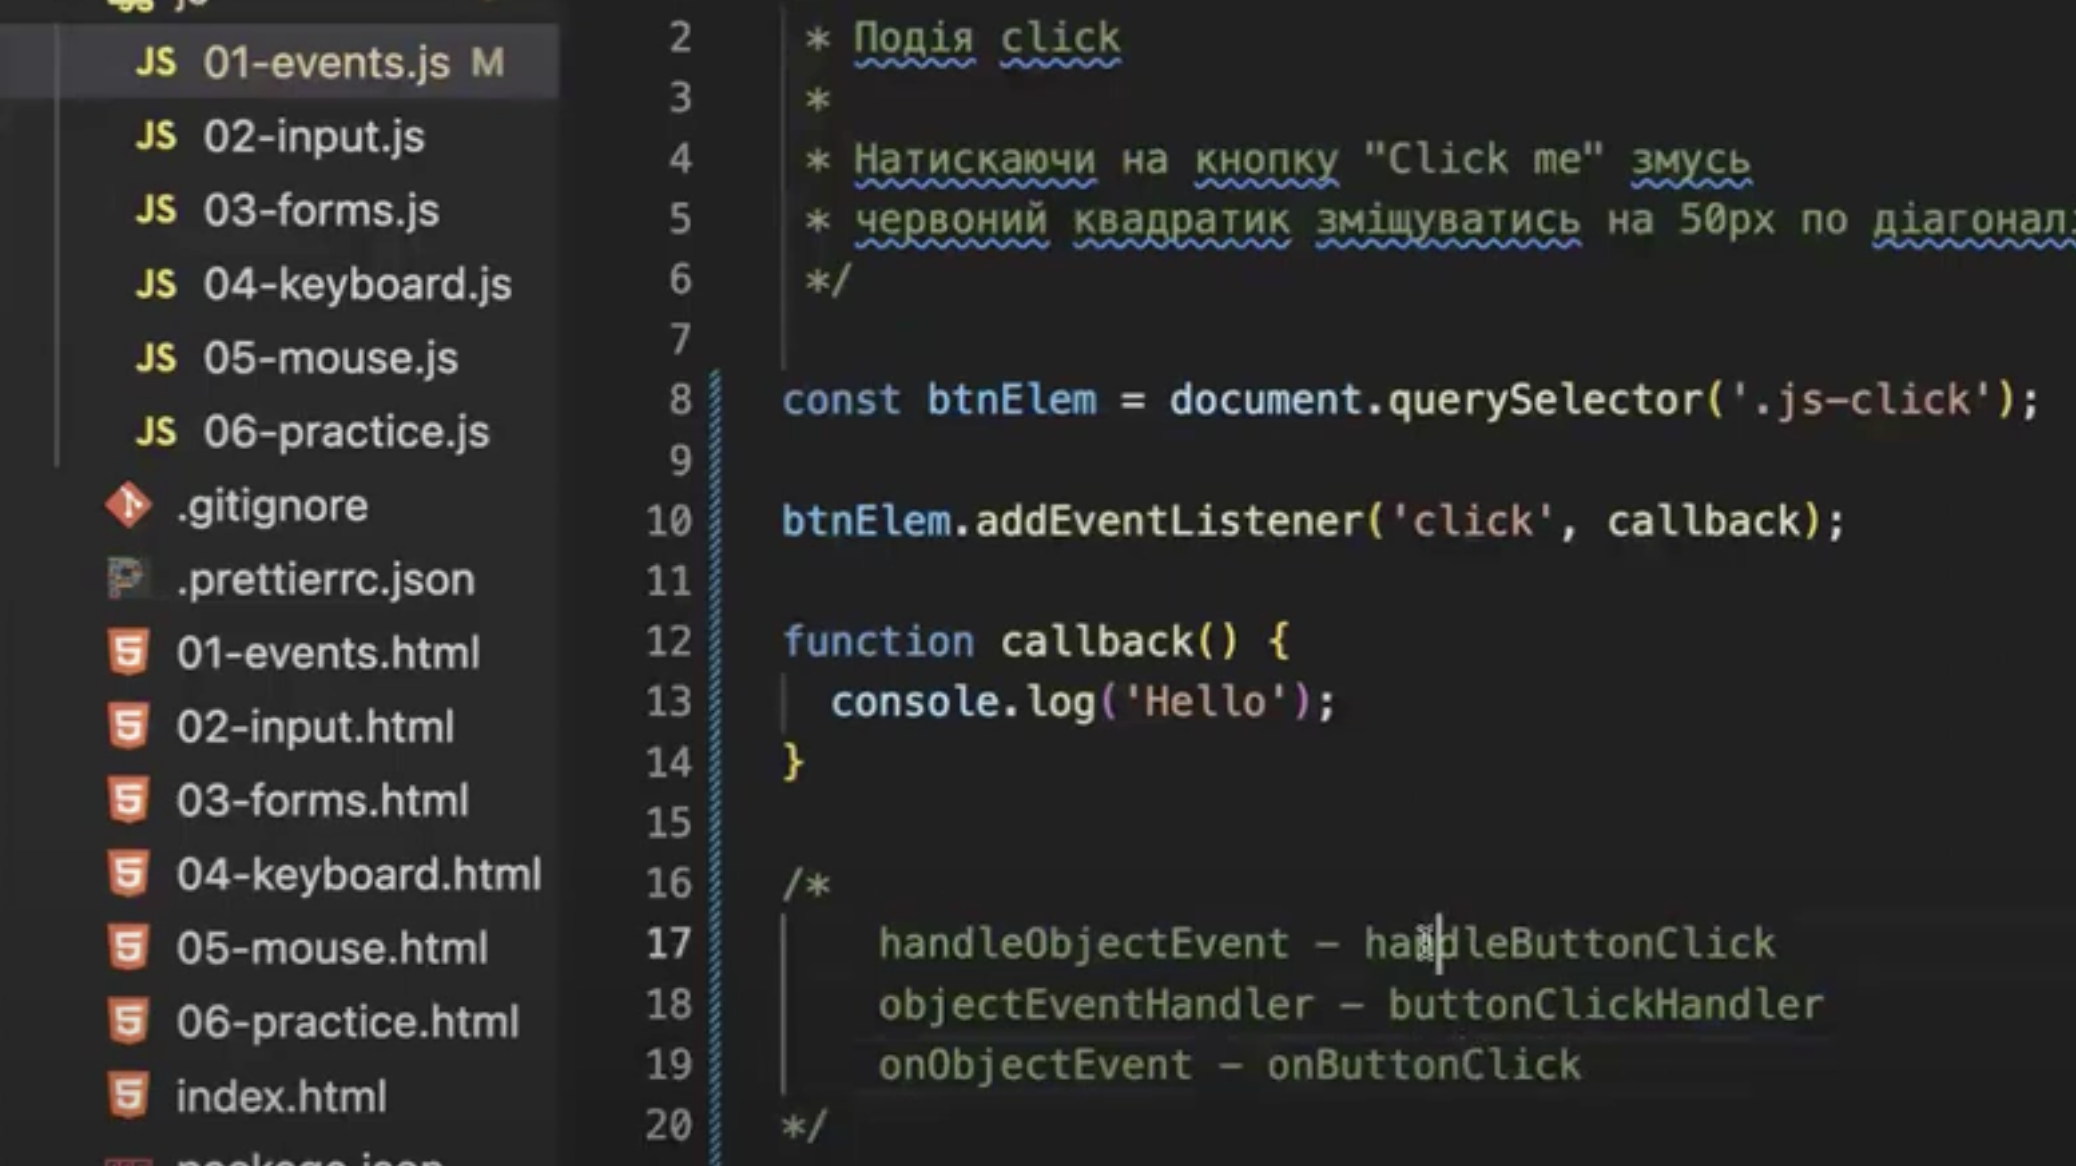 JS 01-events.js M
JS 02-input.js
JS 03-forms.js
JS 04-keyboard.js
JS 05-mouse.js
JS 06-practice.js
.gitignore
.prettierrc.json
01-events.html
02-input.html
03-forms.html
04-keyboard.html
05-mouse.html
06-practice.html
index.html
2 * Подія click
3 *
4 * Натискаючи на кнопку "Click me" змусь
5 * червоний квадратик зміщуватись на 50px по діагоналі
6 */
7
8 const btnElem = document.querySelector('.js-click');
9
10 btnElem.addEventListener('click', callback);
11
12 function callback() {
13 console.log('Hello');
14 }
15
16 /*
17 handleObjectEvent – handleButtonClick
18 objectEventHandler – buttonClickHandler
19 onObjectEvent – onButtonClick
20 */